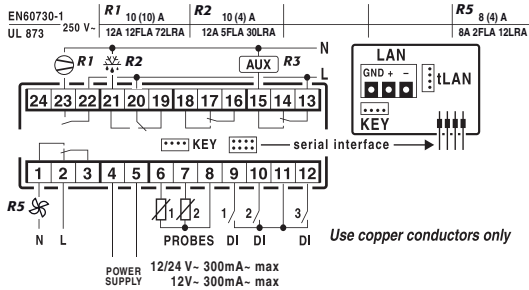 EN60730-1
UL 873
250 V~
R1 10 (10) A
12A 12FLA 72LRA
R2 10 (4) A
12A 5FLA 30LRA
R5 8 (4) A
8A 2FLA 12LRA
N
R1 R2 AUX R3
L
24 23 22 21 20 19 18 17 16 15 14 13
LAN
GND + -
tLAN
KEY
KEY serial interface
1 2 3 4 5 6 7 8 9 10 11 12
R5
1 2 1 2 3
N L PROBES DI DI DI
Use copper conductors only
POWER SUPPLY
12/24 V~ 300mA~ max
12V~ 300mA~ max